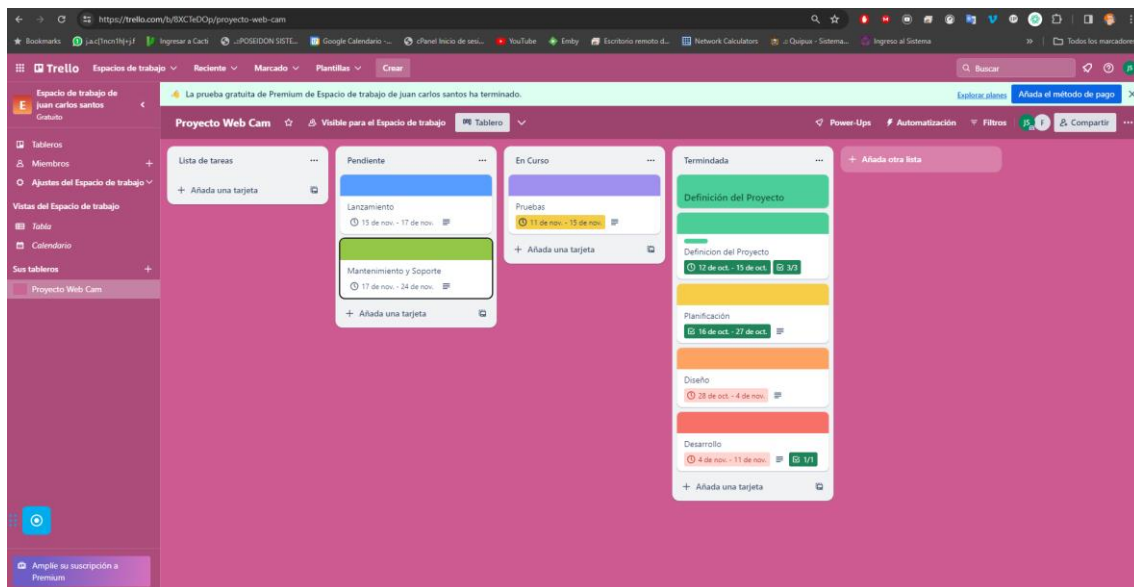 https://trello.com/b/8XCTeDOp/proyecto-web-cam
Bookmarks
Ingresar a Cacti
Google Calendario -...
cPanel Inicio de sesi...
YouTube
Emby
Escritorio remoto d...
Network Calculators
Ingreso al Sistema
Todos los marcadores
Trello Espacios de trabajo Reciente Marcado Plantillas Crear
Buscar
Espacio de trabajo de
juan carlos santos
Gratuito
E
La prueba gratuita de Premium de Espacio de trabajo de juan carlos santos ha terminado.
Explorar planes
Añada el método de pago
Proyecto Web Cam
Visible para el Espacio de trabajo
Tablero
Power-Ups
Automatización
Filtros
JS
F
Compartir
Tableros
Miembros
Ajustes del Espacio de trabajo
Vistas del Espacio de trabajo
Tabla
Calendario
Sus tableros
Proyecto Web Cam
Lista de tareas
+ Añada una tarjeta
Pendiente
Lanzamiento
15 de nov. - 17 de nov.
Mantenimiento y Soporte
17 de nov. - 24 de nov.
+ Añada una tarjeta
En Curso
Pruebas
11 de nov. - 15 de nov.
+ Añada una tarjeta
Termindada
Definición del Proyecto
Definicion del Proyecto
12 de oct. - 15 de oct. 3/3
Planificación
16 de oct. - 27 de oct.
Diseño
28 de oct. - 4 de nov.
Desarrollo
4 de nov. - 11 de nov. 1/1
+ Añada una tarjeta
+ Añada otra lista
Amplíe su suscripción a
Premium